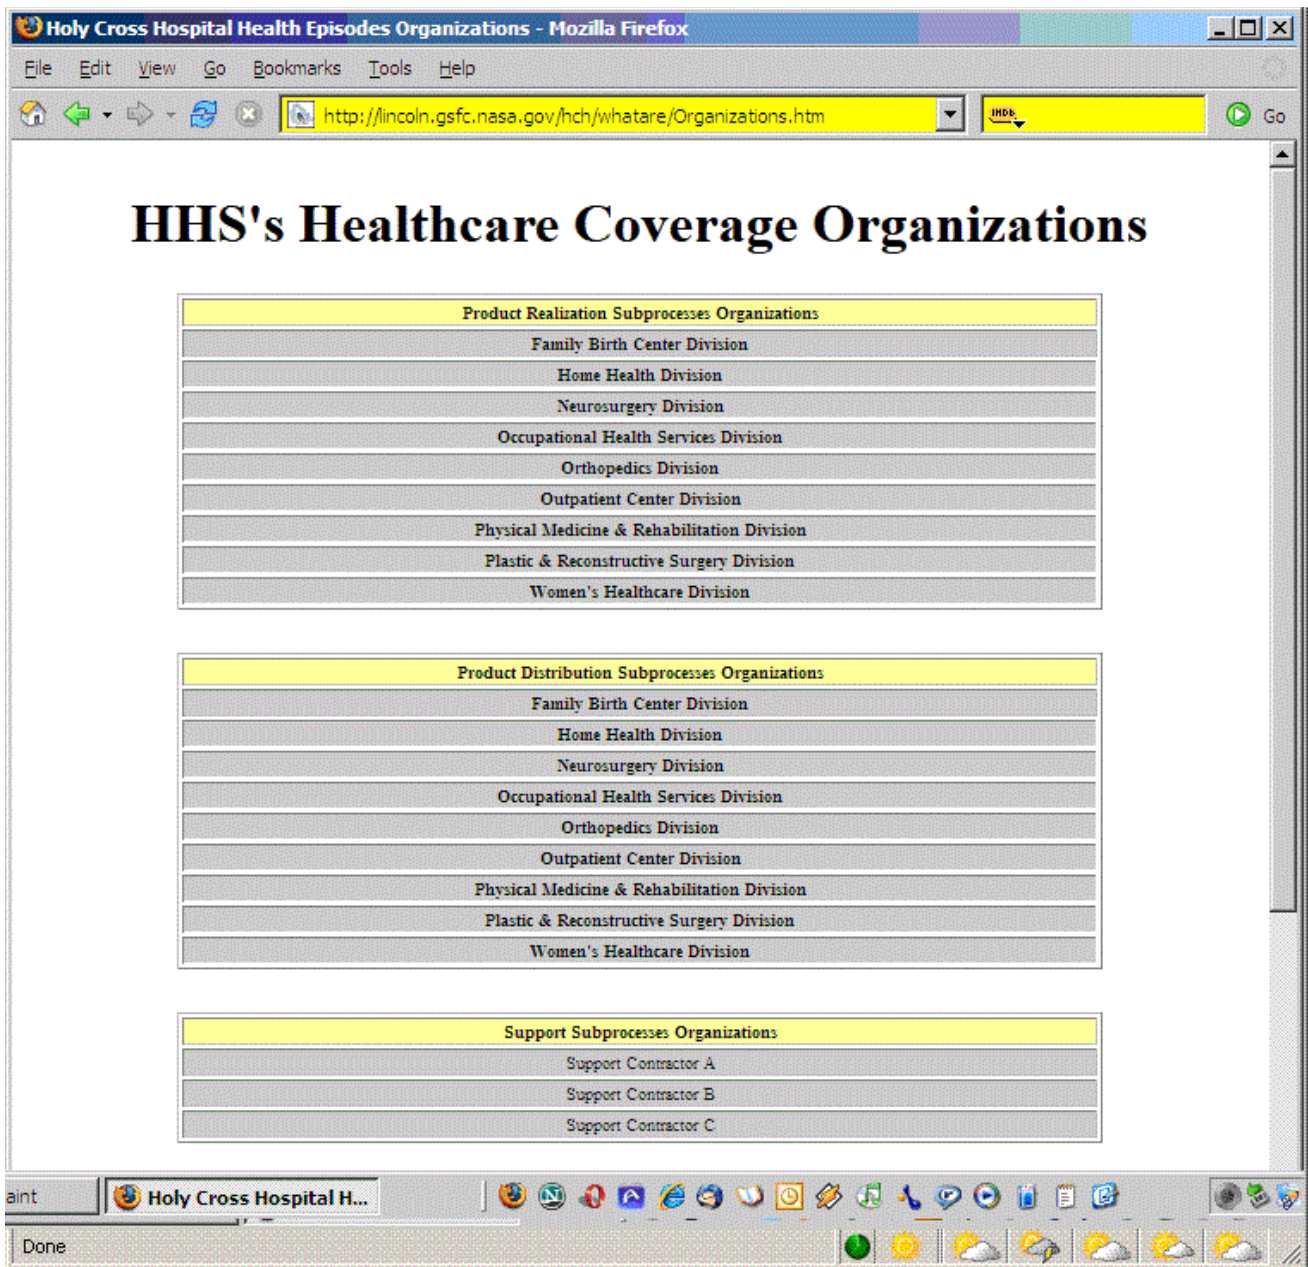 Holy Cross Hospital Health Episodes Organizations - Mozilla Firefox
File Edit View Go Bookmarks Tools Help
http://lincoln.gsfc.nasa.gov/hch/whatare/Organizations.htm IMDb Go
HHS's Healthcare Coverage Organizations
Product Realization Subprocesses Organizations
Family Birth Center Division
Home Health Division
Neurosurgery Division
Occupational Health Services Division
Orthopedics Division
Outpatient Center Division
Physical Medicine & Rehabilitation Division
Plastic & Reconstructive Surgery Division
Women's Healthcare Division
Product Distribution Subprocesses Organizations
Family Birth Center Division
Home Health Division
Neurosurgery Division
Occupational Health Services Division
Orthopedics Division
Outpatient Center Division
Physical Medicine & Rehabilitation Division
Plastic & Reconstructive Surgery Division
Women's Healthcare Division
Support Subprocesses Organizations
Support Contractor A
Support Contractor B
Support Contractor C
aint Holy Cross Hospital H...
Done